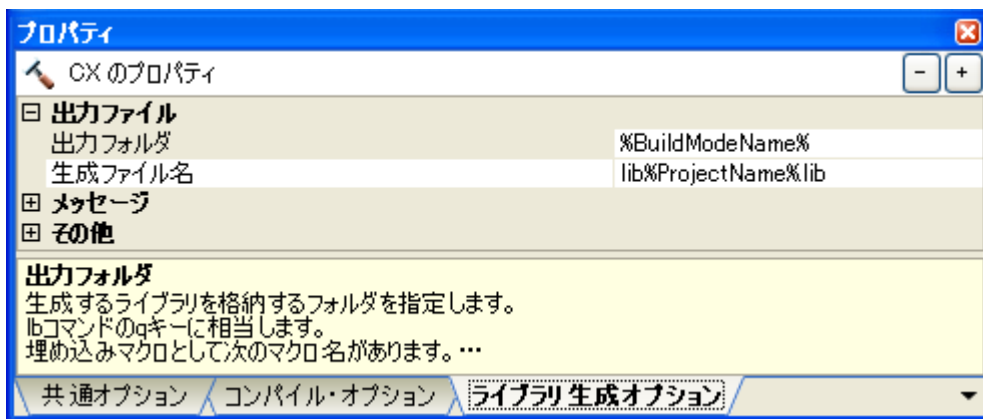 プロパティ
CX のプロパティ
出力ファイル
出力フォルダ %BuildModeName%
生成ファイル名 lib%ProjectName%.lib
メッセージ
その他
出力フォルダ
生成するライブラリを格納するフォルダを指定します。
lbコマンドのqキーに相当します。
埋め込みマクロとして次のマクロ名があります。…
共通オプション コンパイル・オプション ライブラリ生成オプション